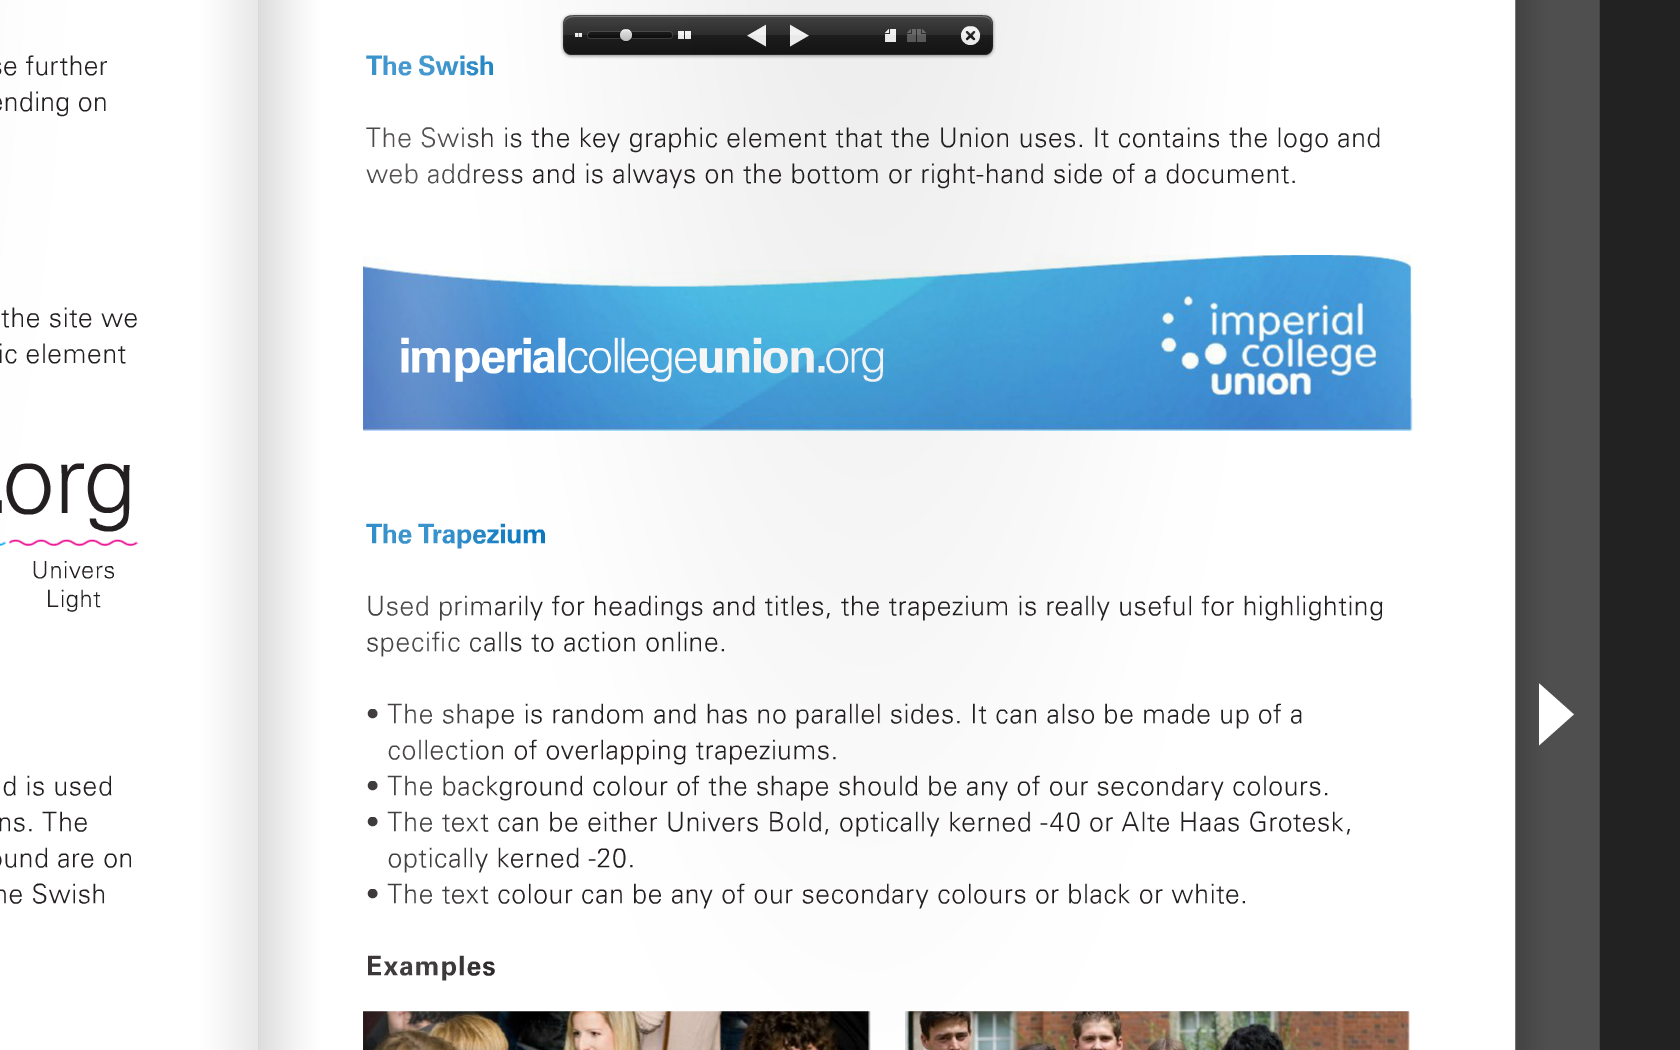 se further
ending on
the site we
ic element
.org
Univers
Light
d is used
ns. The
ound are on
he Swish
The Swish
The Swish is the key graphic element that the Union uses. It contains the logo and
web address and is always on the bottom or right-hand side of a document.
imperialcollegeunion.org
imperial
college
union
The Trapezium
Used primarily for headings and titles, the trapezium is really useful for highlighting
specific calls to action online.
• The shape is random and has no parallel sides. It can also be made up of a
collection of overlapping trapeziums.
• The background colour of the shape should be any of our secondary colours.
• The text can be either Univers Bold, optically kerned -40 or Alte Haas Grotesk,
optically kerned -20.
• The text colour can be any of our secondary colours or black or white.
Examples